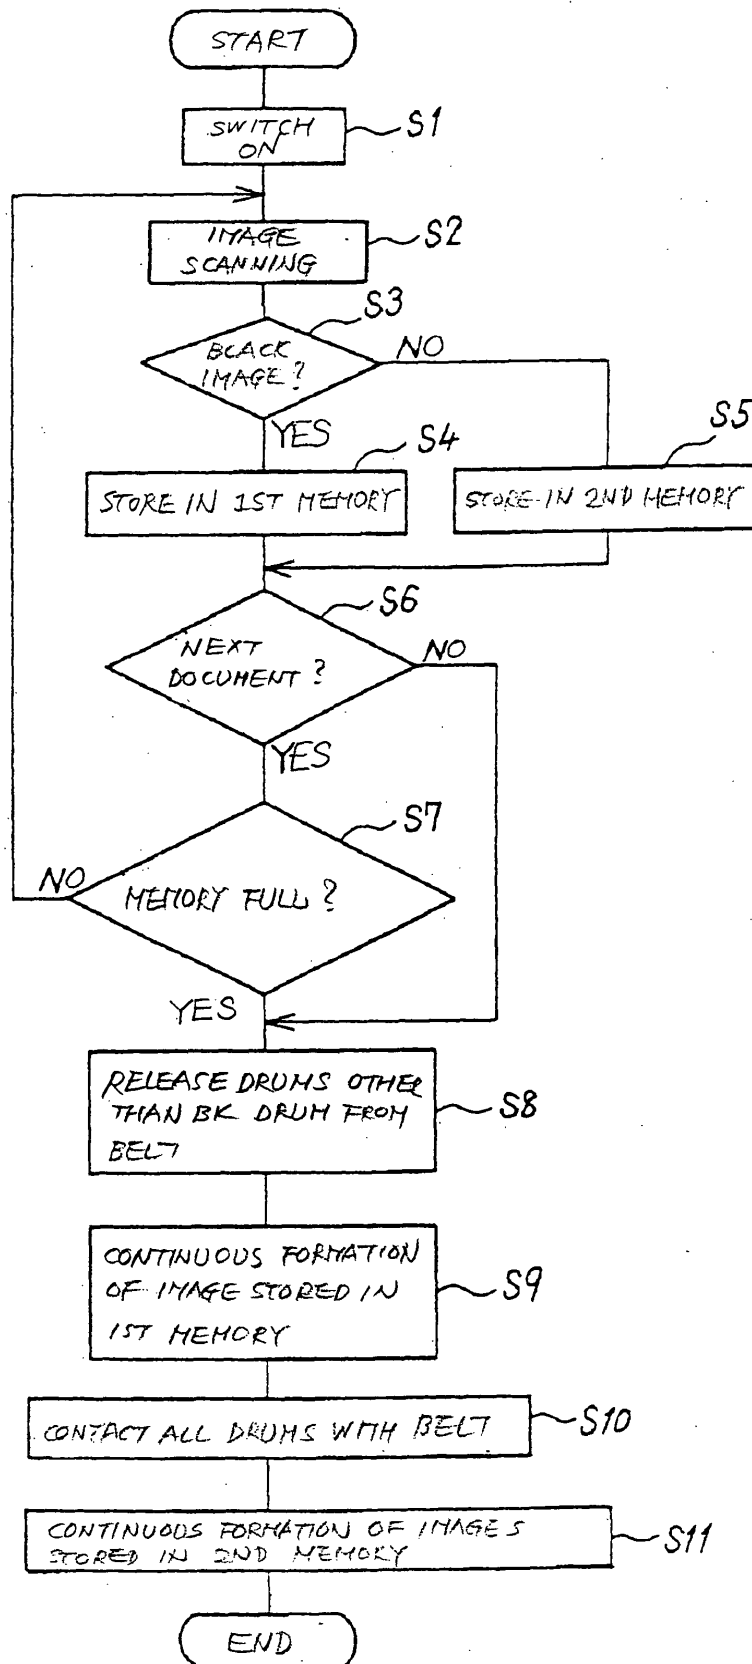 START
SWITCH
ON
S1
IMAGE
SCANNING
S2
S3
BLACK
IMAGE?
NO
YES
S4
STORE IN 1ST MEMORY
S5
STORE IN 2ND MEMORY
S6
NEXT
DOCUMENT?
NO
YES
S7
MEMORY FULL?
NO
YES
RELEASE DRUMS OTHER
THAN BK DRUM FROM
BELT
S8
CONTINUOUS FORMATION
OF IMAGE STORED IN
1ST MEMORY
S9
CONTACT ALL DRUMS WITH BELT
S10
CONTINUOUS FORMATION OF IMAGES
STORED IN 2ND MEMORY
S11
END